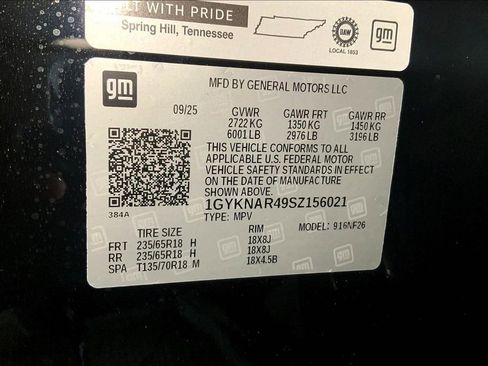 LT WITH PRIDE
Spring Hill, Tennessee
UAW
LOCAL 1853
gm
gm
MFD BY GENERAL MOTORS LLC
09/25 GVWR GAWR FRT GAWR RR
2722 KG 1350 KG 1450 KG
6001 LB 2976 LB 3196 LB
THIS VEHICLE CONFORMS TO ALL
APPLICABLE U.S. FEDERAL MOTOR
VEHICLE SAFETY STANDARDS IN EFFECT
ON THE DATE OF MANUFACTURE
SHOWN ABOVE.
1GYKNAR49SZ156021
TYPE: MPV MODEL: 916NF26
384A
TIRE SIZE RIM
FRT 235/65R18 H 18X8J
RR 235/65R18 H 18X8J
SPA T135/70R18 M 18X4.5B